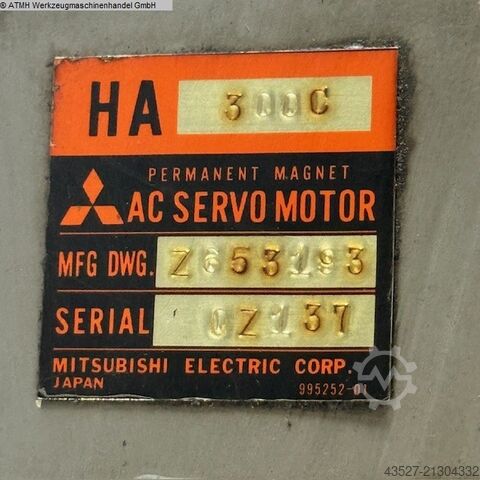 © ATMH Werkzeugmaschinenhandel GmbH
HA 300C
PERMANENT MAGNET
AC SERVO MOTOR
MFG DWG. Z653193
SERIAL 0Z137
MITSUBISHI ELECTRIC CORP.
JAPAN 995252-01
43527-21304332